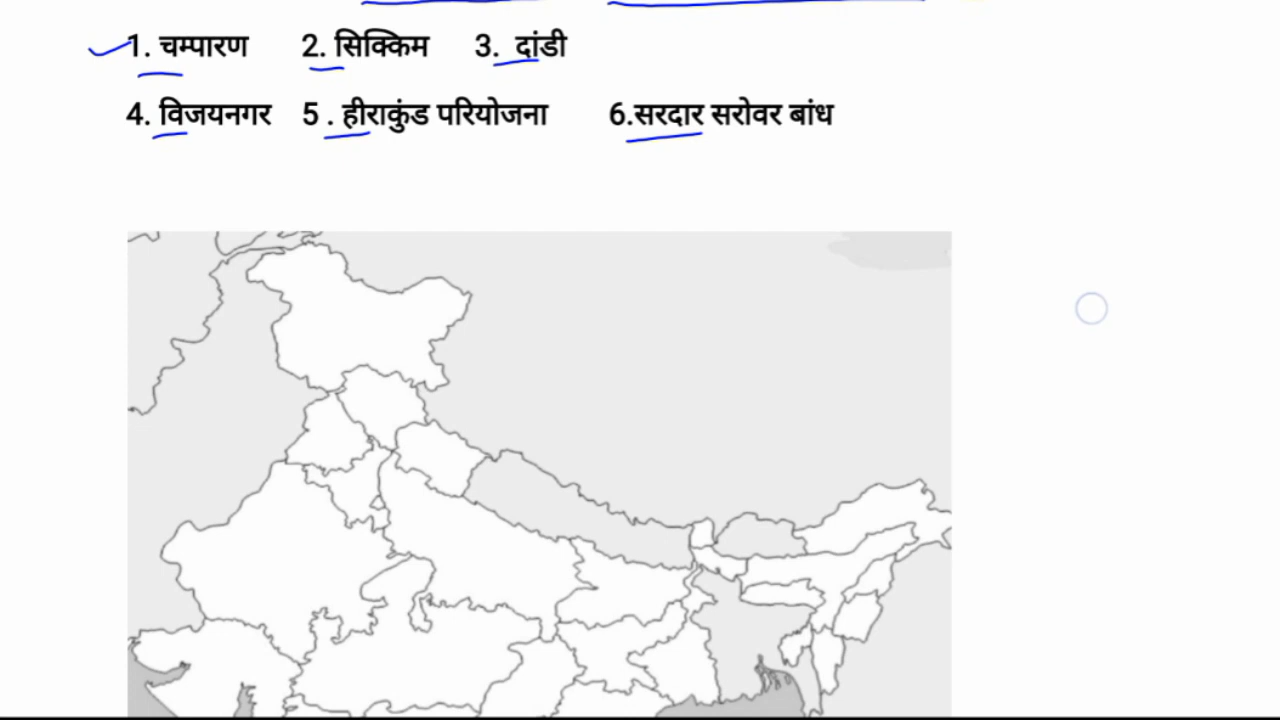 1. चम्पारण 2. सिक्किम 3. दांडी
4. विजयनगर 5 . हीराकुंड परियोजना 6.सरदार सरोवर बांध